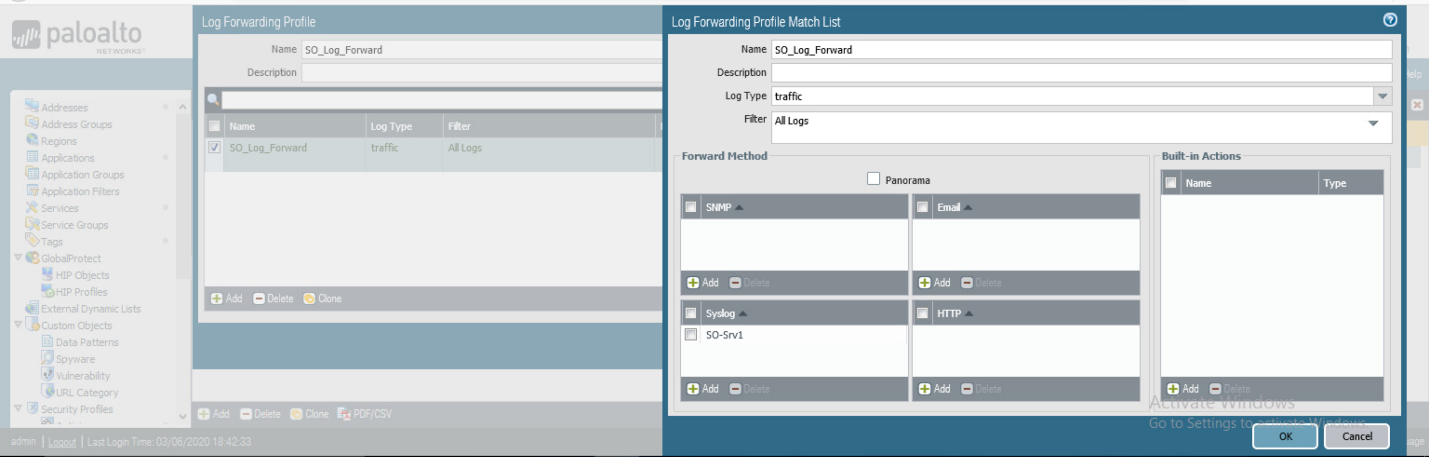 paloalto
NETWORKS
Log Forwarding Profile
Name SO_Log_Forward
Description
Name Log Type Filter
SO_Log_Forward traffic All Logs
Add Delete Clone
Addresses
Address Groups
Regions
Applications
Application Groups
Application Filters
Services
Service Groups
Tags
GlobalProtect
HIP Objects
HIP Profiles
External Dynamic Lists
Custom Objects
Data Patterns
Spyware
Vulnerability
URL Category
Security Profiles
Add Delete Clone PDF/CSV
admin | Logout | Last Login Time: 03/06/2020 18:42:33
Log Forwarding Profile Match List
Name SO_Log_Forward
Description
Log Type traffic
Filter All Logs
Forward Method
Panorama
SNMP Email
Add Delete Add Delete
Syslog HTTP
SO-Srv1
Add Delete Add Delete
Built-in Actions
Name Type
Add Delete
Activate Windows
Go to Settings to activate Windows.
OK Cancel
Help